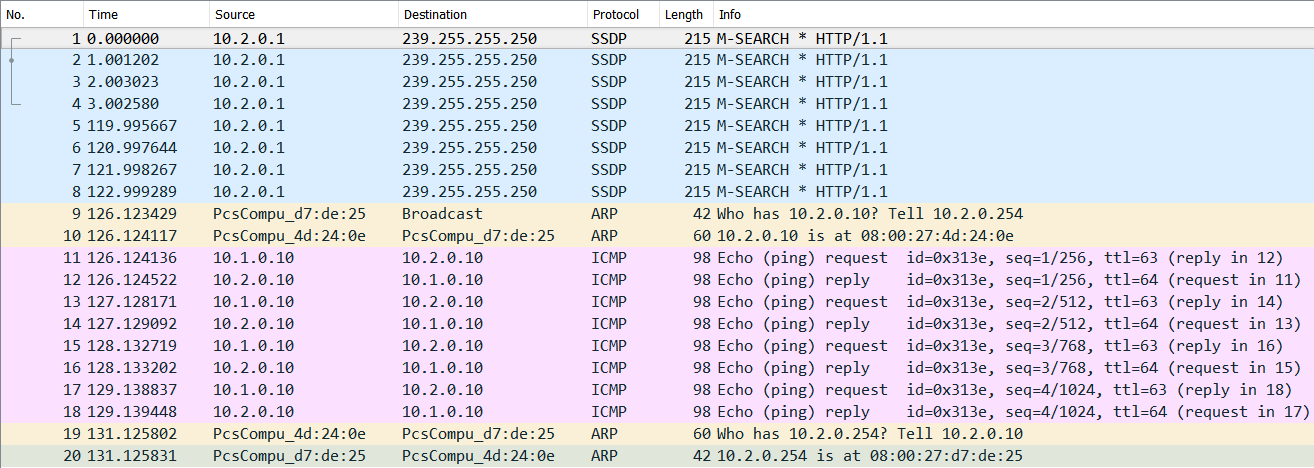 No. Time Source Destination Protocol Length Info
1 0.000000 10.2.0.1 239.255.255.250 SSDP 215 M-SEARCH * HTTP/1.1
2 1.001202 10.2.0.1 239.255.255.250 SSDP 215 M-SEARCH * HTTP/1.1
3 2.003023 10.2.0.1 239.255.255.250 SSDP 215 M-SEARCH * HTTP/1.1
4 3.002580 10.2.0.1 239.255.255.250 SSDP 215 M-SEARCH * HTTP/1.1
5 119.995667 10.2.0.1 239.255.255.250 SSDP 215 M-SEARCH * HTTP/1.1
6 120.997644 10.2.0.1 239.255.255.250 SSDP 215 M-SEARCH * HTTP/1.1
7 121.998267 10.2.0.1 239.255.255.250 SSDP 215 M-SEARCH * HTTP/1.1
8 122.999289 10.2.0.1 239.255.255.250 SSDP 215 M-SEARCH * HTTP/1.1
9 126.123429 PcsCompu_d7:de:25 Broadcast ARP 42 Who has 10.2.0.10? Tell 10.2.0.254
10 126.124117 PcsCompu_4d:24:0e PcsCompu_d7:de:25 ARP 60 10.2.0.10 is at 08:00:27:4d:24:0e
11 126.124136 10.1.0.10 10.2.0.10 ICMP 98 Echo (ping) request id=0x313e, seq=1/256, ttl=63 (reply in 12)
12 126.124522 10.2.0.10 10.1.0.10 ICMP 98 Echo (ping) reply id=0x313e, seq=1/256, ttl=64 (request in 11)
13 127.128171 10.1.0.10 10.2.0.10 ICMP 98 Echo (ping) request id=0x313e, seq=2/512, ttl=63 (reply in 14)
14 127.129092 10.2.0.10 10.1.0.10 ICMP 98 Echo (ping) reply id=0x313e, seq=2/512, ttl=64 (request in 13)
15 128.132719 10.1.0.10 10.2.0.10 ICMP 98 Echo (ping) request id=0x313e, seq=3/768, ttl=63 (reply in 16)
16 128.133202 10.2.0.10 10.1.0.10 ICMP 98 Echo (ping) reply id=0x313e, seq=3/768, ttl=64 (request in 15)
17 129.138837 10.1.0.10 10.2.0.10 ICMP 98 Echo (ping) request id=0x313e, seq=4/1024, ttl=63 (reply in 18)
18 129.139448 10.2.0.10 10.1.0.10 ICMP 98 Echo (ping) reply id=0x313e, seq=4/1024, ttl=64 (request in 17)
19 131.125802 PcsCompu_4d:24:0e PcsCompu_d7:de:25 ARP 60 Who has 10.2.0.254? Tell 10.2.0.10
20 131.125831 PcsCompu_d7:de:25 PcsCompu_4d:24:0e ARP 42 10.2.0.254 is at 08:00:27:d7:de:25